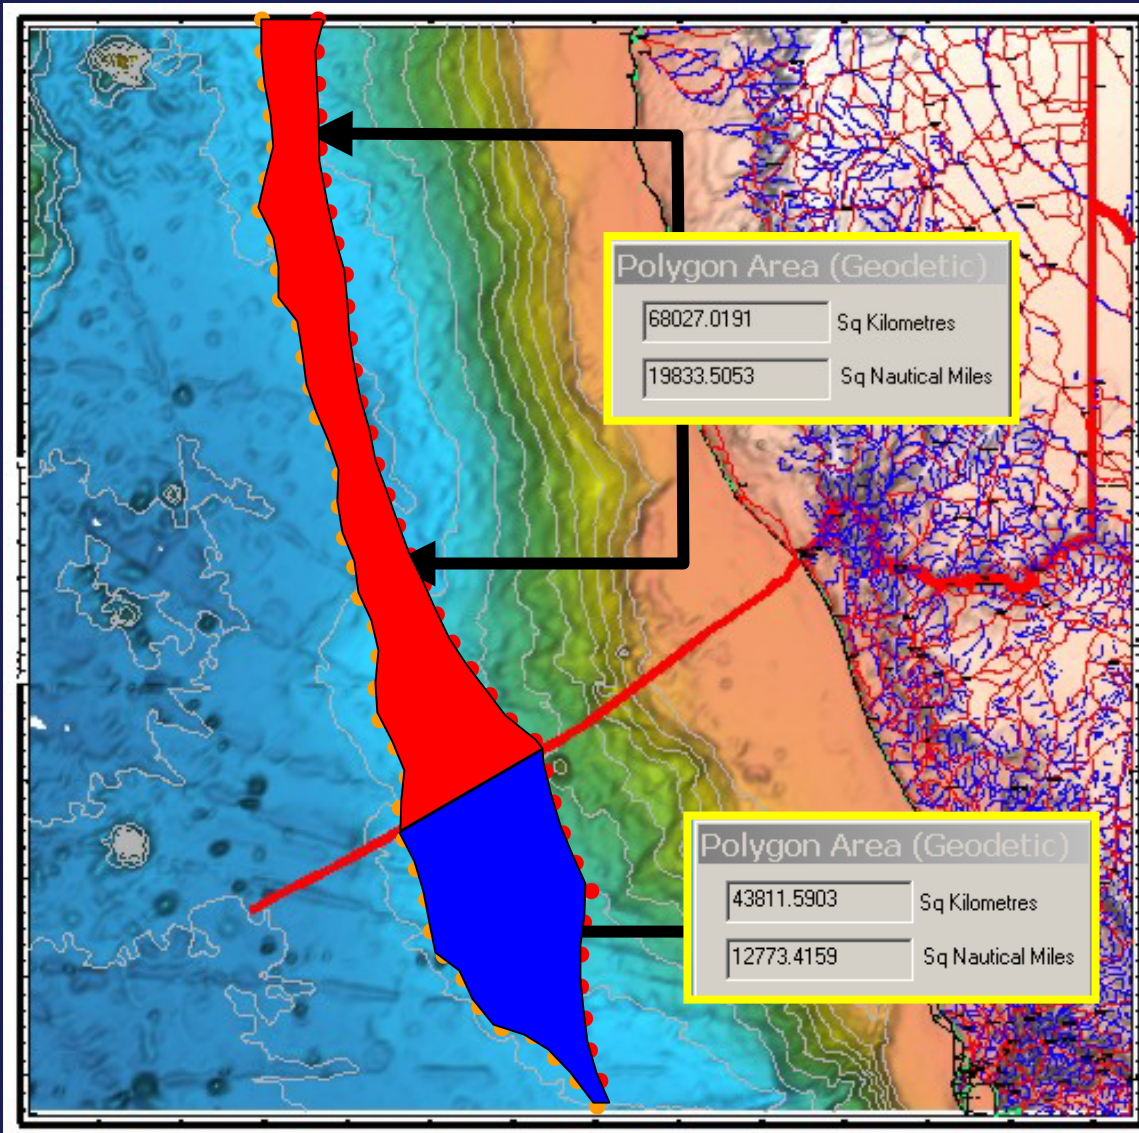 Polygon Area (Geodetic)
68027.0191 Sq Kilometres
19833.5053 Sq Nautical Miles
Polygon Area (Geodetic)
43811.5903 Sq Kilometres
12773.4159 Sq Nautical Miles